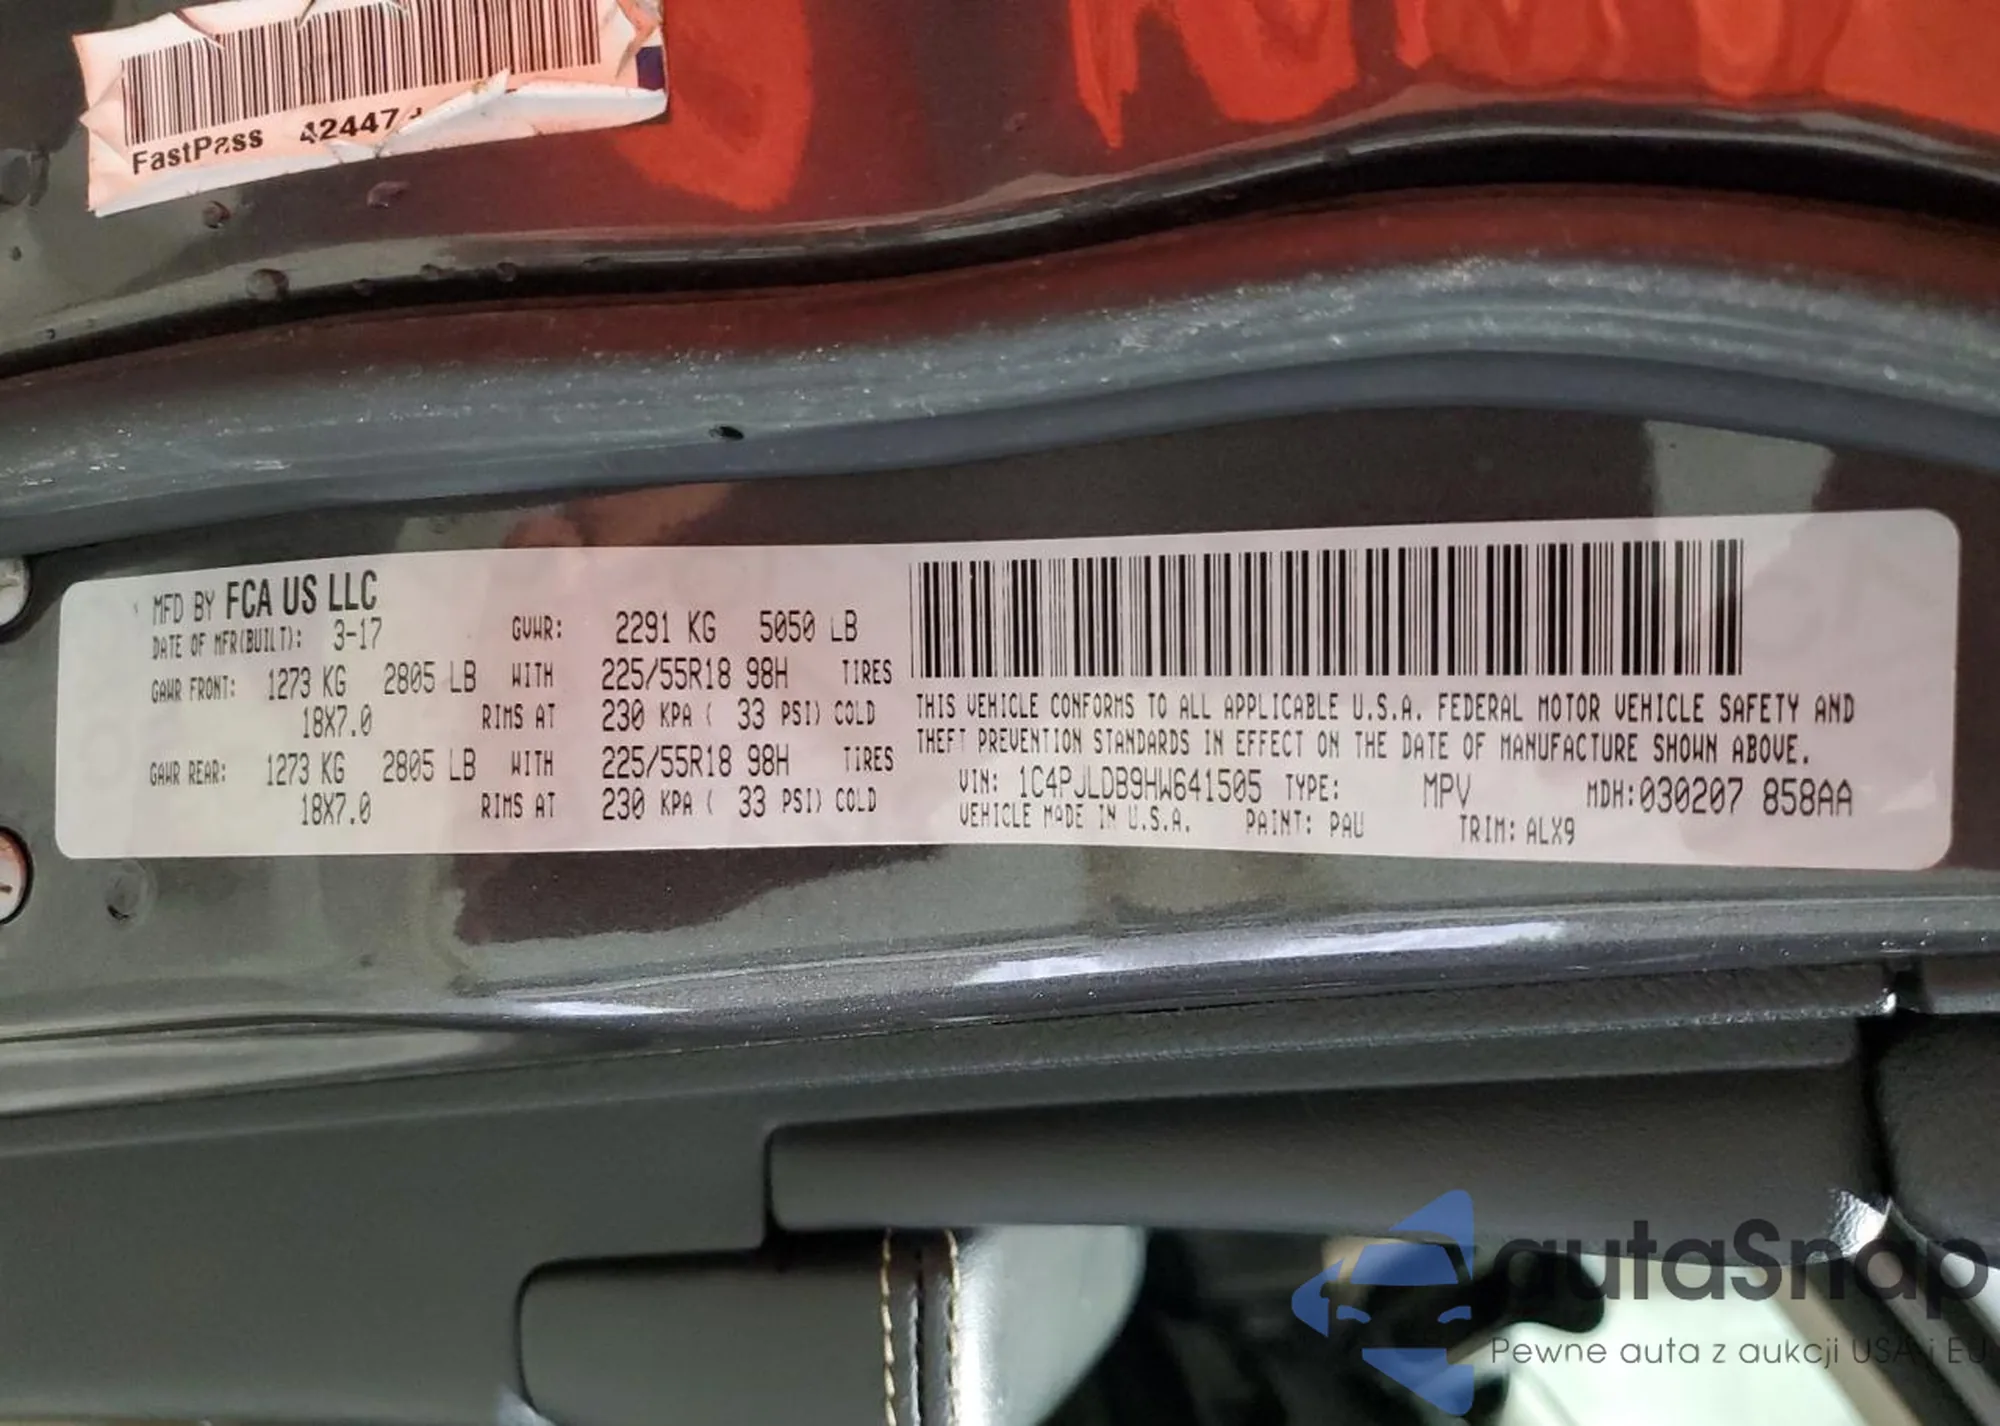 FastPass 42447
MFD BY FCA US LLC
DATE OF MFR(BUILT): 3-17 GVWR: 2291 KG 5050 LB
GAWR FRONT: 1273 KG 2805 LB WITH 225/55R18 98H TIRES
18X7.0 RIMS AT 230 KPA ( 33 PSI) COLD
GAWR REAR: 1273 KG 2805 LB WITH 225/55R18 98H TIRES
18X7.0 RIMS AT 230 KPA ( 33 PSI) COLD
THIS VEHICLE CONFORMS TO ALL APPLICABLE U.S.A. FEDERAL MOTOR VEHICLE SAFETY AND
THEFT PREVENTION STANDARDS IN EFFECT ON THE DATE OF MANUFACTURE SHOWN ABOVE.
VIN: 1C4PJLDB9HW641505 TYPE: MPV MDH:030207 858AA
VEHICLE MADE IN U.S.A. PAINT: PAU TRIM: ALX9
autaSnap
Pewne auta z aukcji USA i EU